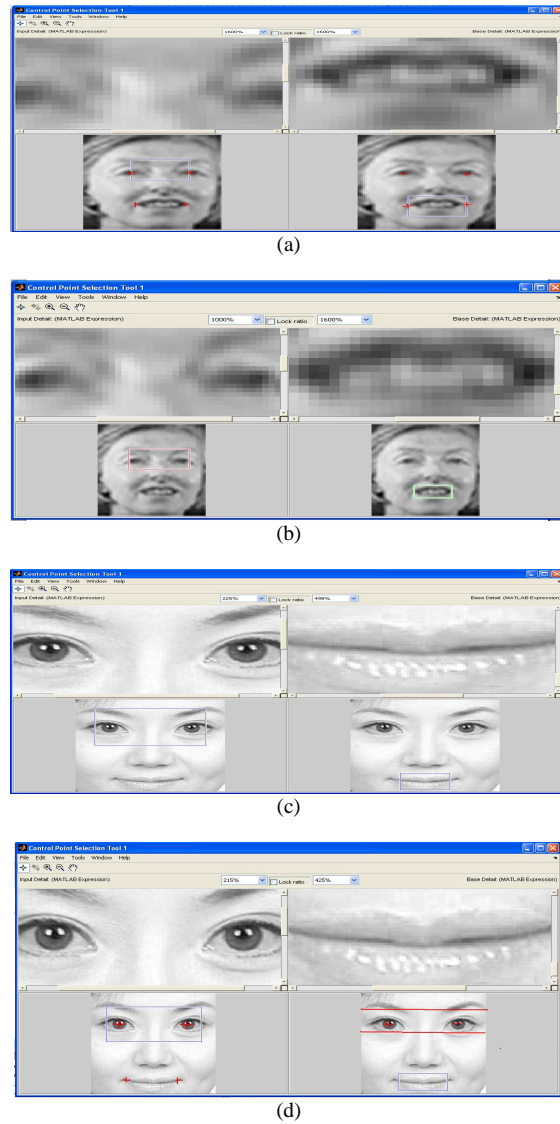 Control Point Selection Tool 1
File Edit View Tools Window Help
Input Detail: (MATLAB Expression) 1600% Lock ratio 1600% Base Detail: (MATLAB Expression)
(a)
Control Point Selection Tool 1
File Edit View Tools Window Help
Input Detail: (MATLAB Expression) 1000% Lock ratio 1600% Base Detail: (MATLAB Expression)
(b)
Control Point Selection Tool 1
File Edit View Tools Window Help
Input Detail: (MATLAB Expression) 225% Lock ratio 498% Base Detail: (MATLAB Expression)
(c)
Control Point Selection Tool 1
File Edit View Tools Window Help
Input Detail: (MATLAB Expression) 215% Lock ratio 425% Base Detail: (MATLAB Expression)
(d)